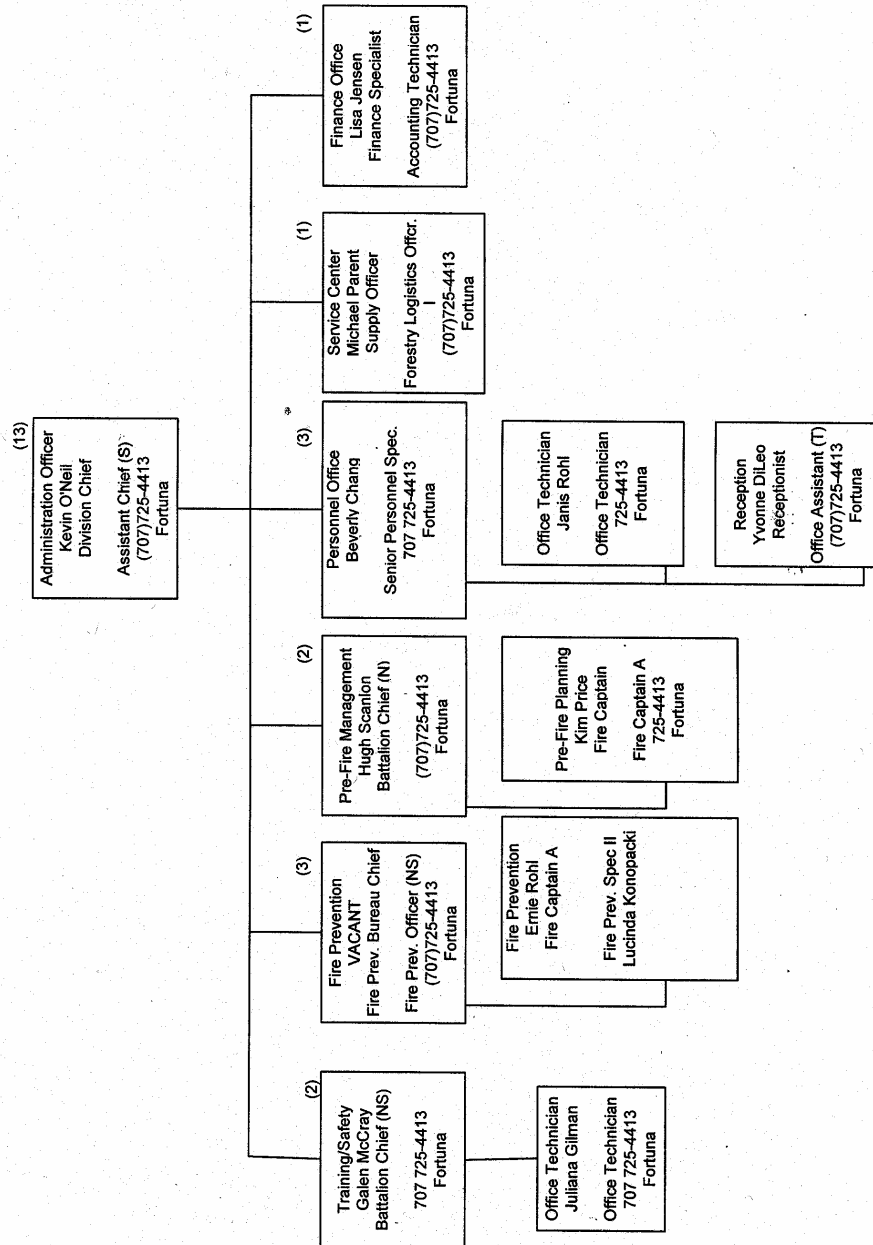 (13)
Administration Officer
Kevin O'Neil
Division Chief
Assistant Chief (S)
(707)725-4413
Fortuna
(2)
Training/Safety
Galen McCray
Battalion Chief (NS)
707 725-4413
Fortuna
Office Technician
Juliana Gilman
Office Technician
707 725-4413
Fortuna
(3)
Fire Prevention
VACANT
Fire Prev. Bureau Chief
Fire Prev. Officer (NS)
(707)725-4413
Fortuna
Fire Prevention
Ernie Rohl
Fire Captain A
Fire Prev. Spec II
Lucinda Konopacki
(2)
Pre-Fire Management
Hugh Scanlon
Battalion Chief (N)
(707)725-4413
Fortuna
Pre-Fire Planning
Kim Price
Fire Captain
Fire Captain A
725-4413
Fortuna
(3)
Personnel Office
Beverly Chang
Senior Personnel Spec.
707 725-4413
Fortuna
Office Technician
Janis Rohl
Office Technician
725-4413
Fortuna
Reception
Yvonne DiLeo
Receptionist
Office Assistant (T)
(707)725-4413
Fortuna
(1)
Service Center
Michael Parent
Supply Officer
Forestry Logistics Offcr.
I
(707)725-4413
Fortuna
(1)
Finance Office
Lisa Jensen
Finance Specialist
Accounting Technician
(707)725-4413
Fortuna